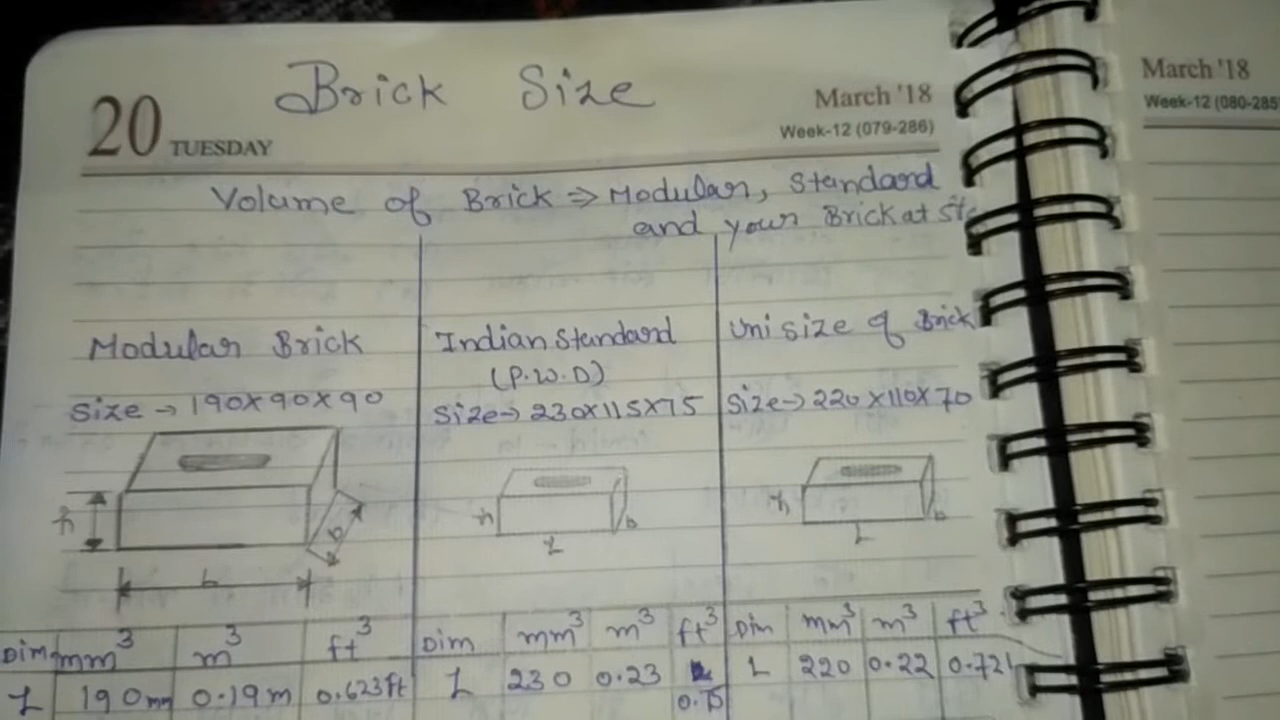 Brick Size
20 TUESDAY
March '18
Week-12 (079-286)
March '18
Week-12 (080-285
Volume of Brick ⇒ Modular, Standard
and your Brick at
Modular Brick
Size → 190X90X90
h
b
L
Indian Standard
(P.W.D)
Size → 230X115X75
h
b
L
Uni size of Brick
Size → 220X110X70
h
b
L
Dim mm³ m³ ft³
L 190mm 0.19m 0.623ft
Dim mm³ m³ ft³
L 230 0.23 0.75
Dim mm³ m³ ft³
L 220 0.22 0.721